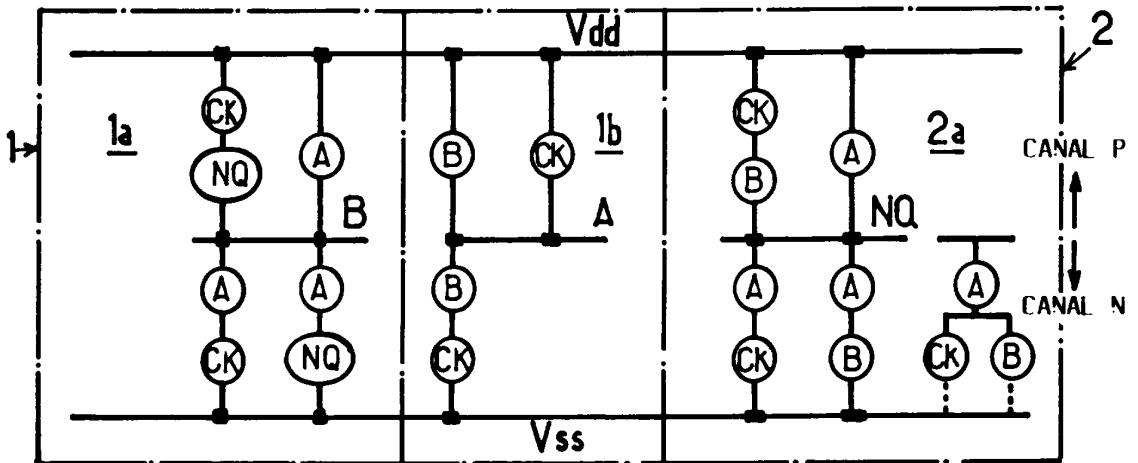 Vdd
2
CK A B CK CK A
1 1a 1b 2a
NQ A B CK B A CANAL P
B A NQ
A A B A A A CANAL N
CK NQ CK CK B CK B
Vss